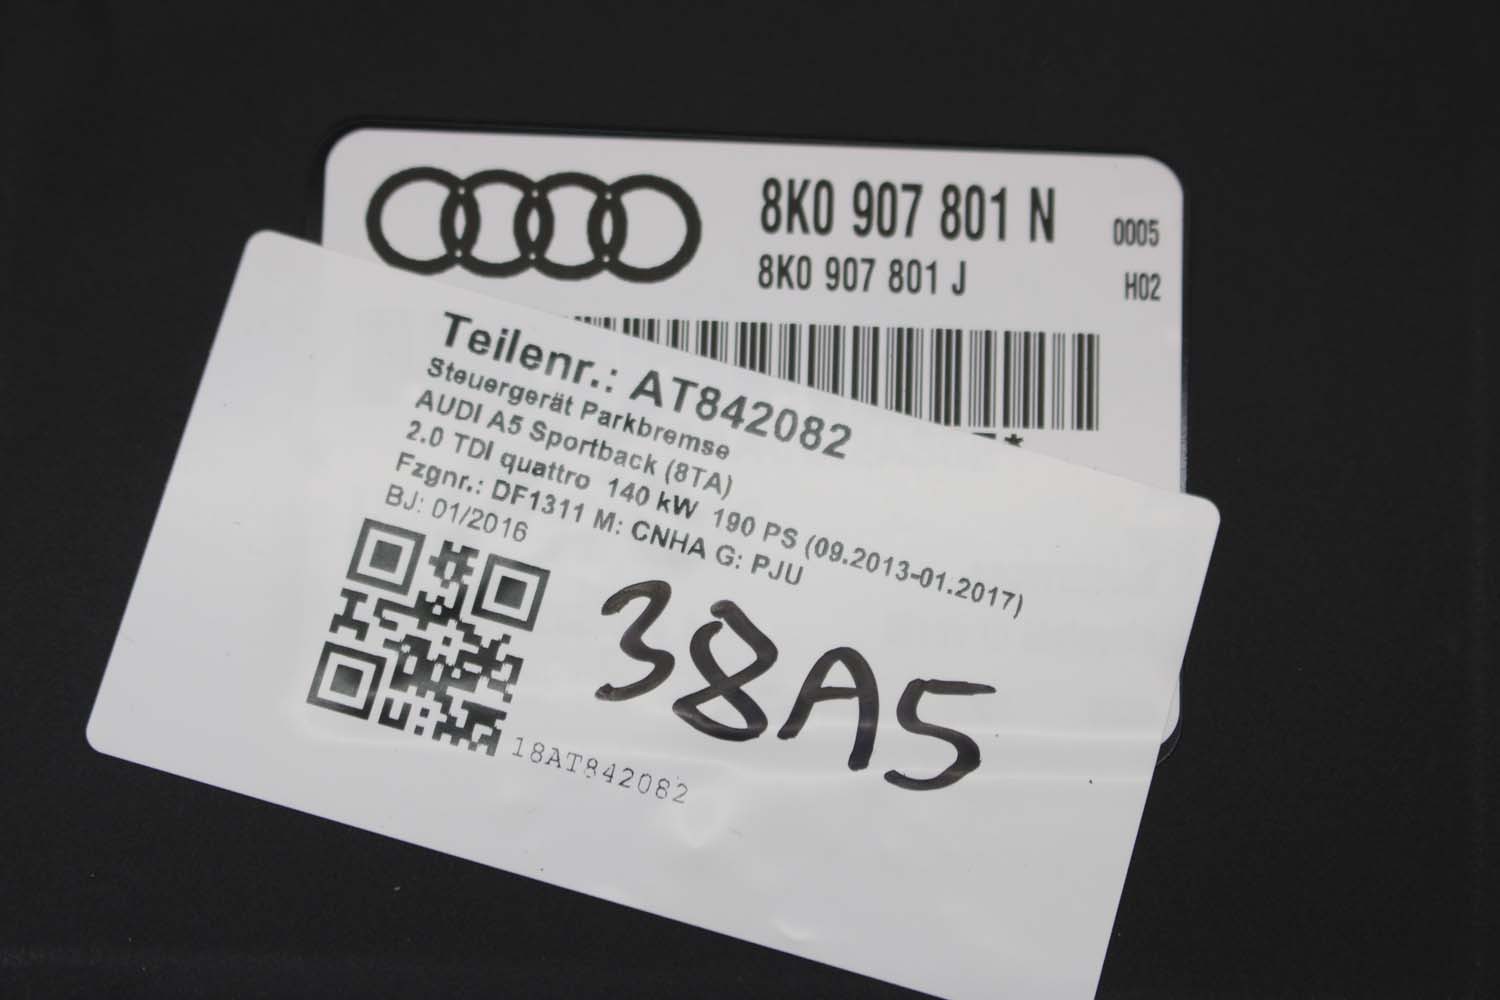 8K0 907 801 N 0005
8K0 907 801 J H02
*
Teilenr.: AT842082
Steuergerät Parkbremse
AUDI A5 Sportback (8TA)
2.0 TDI quattro 140 kW 190 PS (09.2013-01.2017)
Fzgnr.: DF1311 M: CNHA G: PJU
BJ: 01/2016
38A5
18AT842082